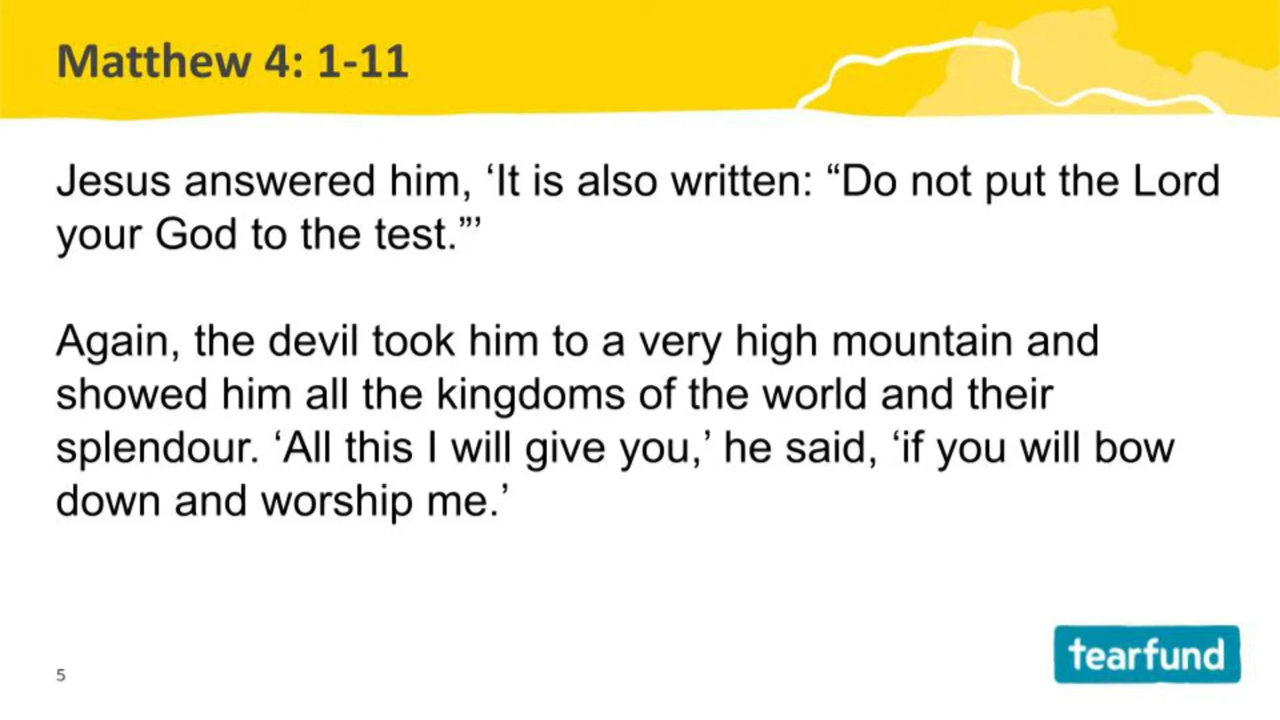 Matthew 4: 1-11
Jesus answered him, ‘It is also written: “Do not put the Lord
your God to the test.”’
Again, the devil took him to a very high mountain and
showed him all the kingdoms of the world and their
splendour. ‘All this I will give you,’ he said, ‘if you will bow
down and worship me.’
5
tearfund